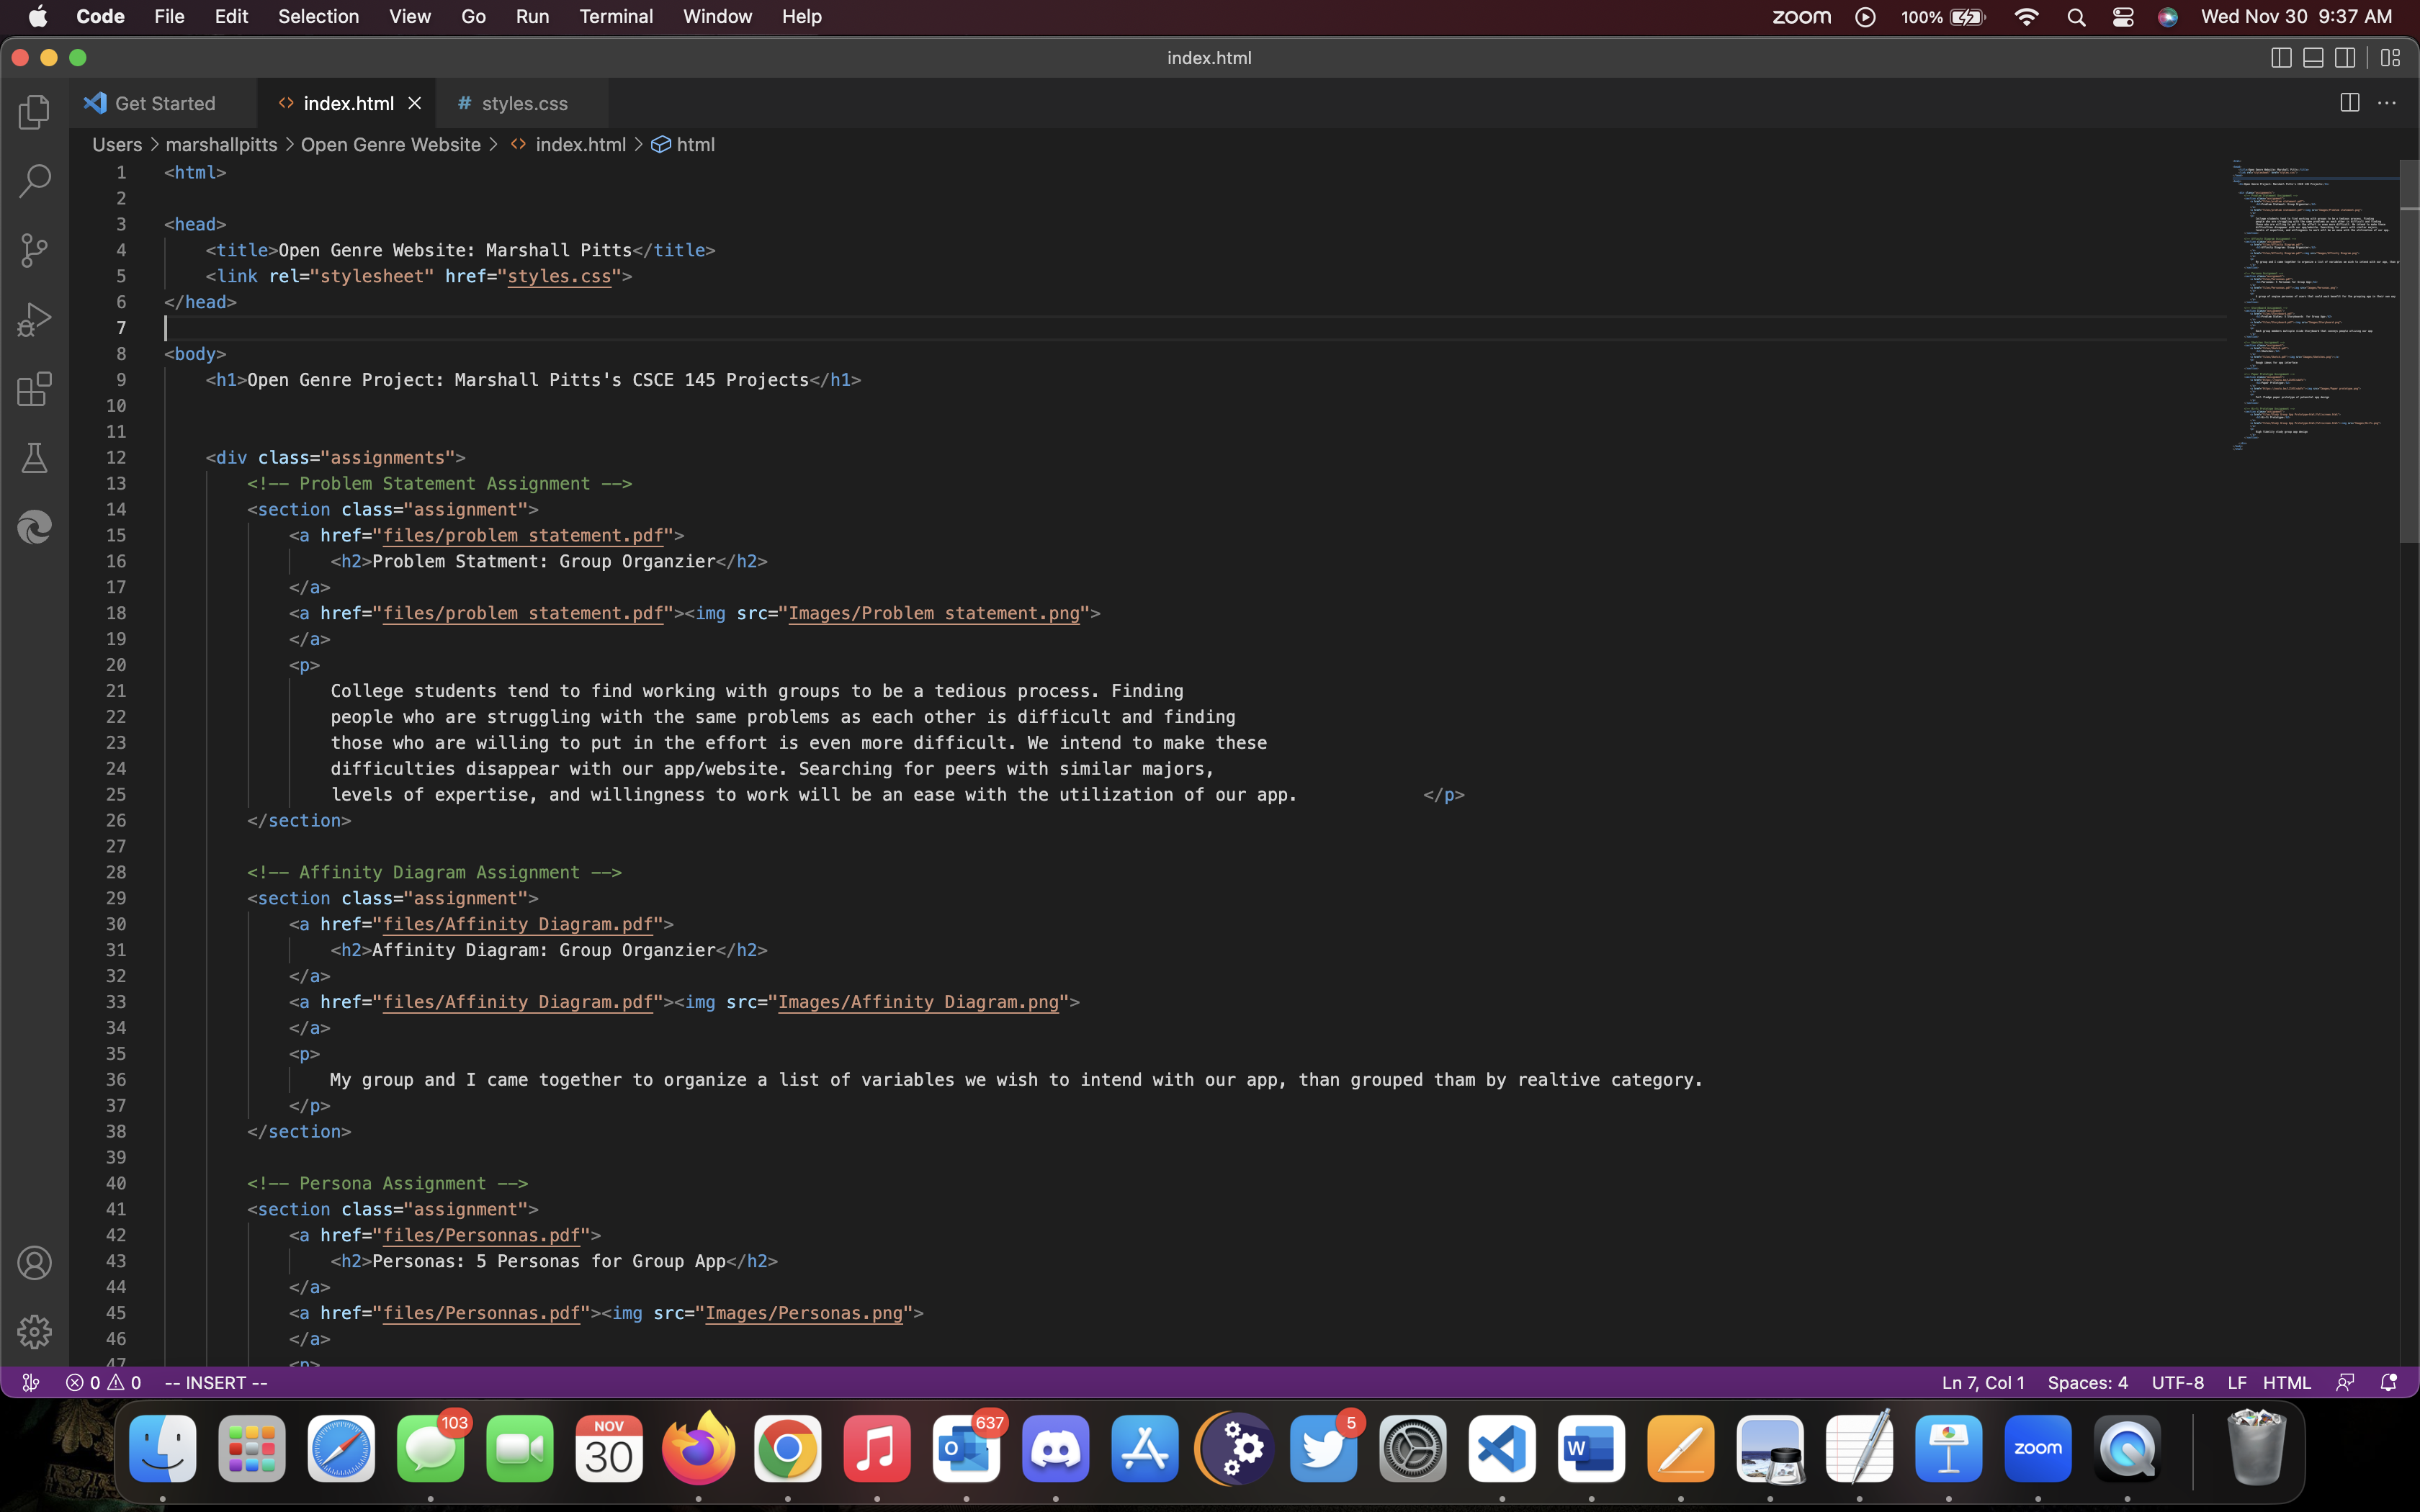 Code File Edit Selection View Go Run Terminal Window Help zoom 100% Wed Nov 30 9:37 AM
index.html
Get Started <> index.html # styles.css
Users > marshallpitts > Open Genre Website > <> index.html > html
1 <html>
2
3 <head>
4 <title>Open Genre Website: Marshall Pitts</title>
5 <link rel="stylesheet" href="styles.css">
6 </head>
7
8 <body>
9 <h1>Open Genre Project: Marshall Pitts's CSCE 145 Projects</h1>
10
11
12 <div class="assignments">
13 <!-- Problem Statement Assignment -->
14 <section class="assignment">
15 <a href="files/problem statement.pdf">
16 <h2>Problem Statment: Group Organzier</h2>
17 </a>
18 <a href="files/problem statement.pdf"><img src="Images/Problem statement.png">
19 </a>
20 <p>
21 College students tend to find working with groups to be a tedious process. Finding
22 people who are struggling with the same problems as each other is difficult and finding
23 those who are willing to put in the effort is even more difficult. We intend to make these
24 difficulties disappear with our app/website. Searching for peers with similar majors,
25 levels of expertise, and willingness to work will be an ease with the utilization of our app. </p>
26 </section>
27
28 <!-- Affinity Diagram Assignment -->
29 <section class="assignment">
30 <a href="files/Affinity Diagram.pdf">
31 <h2>Affinity Diagram: Group Organzier</h2>
32 </a>
33 <a href="files/Affinity Diagram.pdf"><img src="Images/Affinity Diagram.png">
34 </a>
35 <p>
36 My group and I came together to organize a list of variables we wish to intend with our app, than grouped tham by realtive category.
37 </p>
38 </section>
39
40 <!-- Persona Assignment -->
41 <section class="assignment">
42 <a href="files/Personnas.pdf">
43 <h2>Personas: 5 Personas for Group App</h2>
44 </a>
45 <a href="files/Personnas.pdf"><img src="Images/Personas.png">
46 </a>
47 <p>
0 0 -- INSERT -- Ln 7, Col 1 Spaces: 4 UTF-8 LF HTML
103 NOV 30 637 5 W zoom